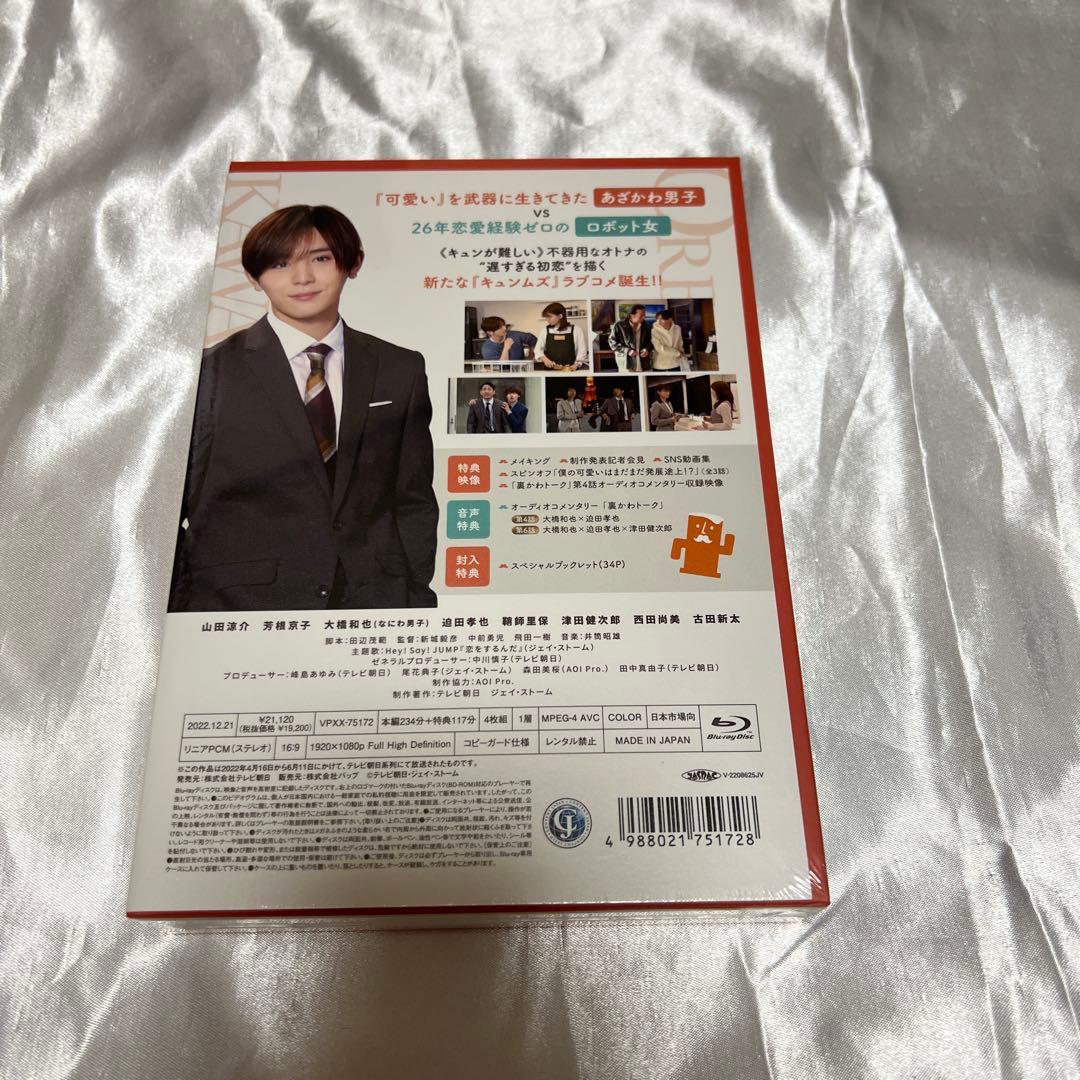 KAWA
ORE
『可愛い』を武器に生きてきた あざかわ男子
VS
26年恋愛経験ゼロの ロボット女
《キュンが難しい》不器用なオトナの
“遅すぎる初恋”を描く
新たな『キュンムズ』ラブコメ誕生!!
特典映像
メイキング 制作発表記者会見 SNS動画集
スピンオフ「僕の可愛いはまだまだ発展途上!?」(全3話)
「裏かわトーク」第4話オーディオコメンタリー収録映像
音声特典
オーディオコメンタリー「裏かわトーク」
第4話 大橋和也×迫田孝也
第6話 大橋和也×迫田孝也×津田健次郎
封入特典
スペシャルブックレット(34P)
山田涼介 芳根京子 大橋和也(なにわ男子) 迫田孝也 鞘師里保 津田健次郎 西田尚美 古田新太
脚本:田辺茂範 監督:新城毅彦 中前勇児 飛田一樹 音楽:井筒昭雄
主題歌:Hey! Say! JUMP『恋をするんだ』(ジェイ・ストーム)
ゼネラルプロデューサー:中川慎子(テレビ朝日)
プロデューサー:峰島あゆみ(テレビ朝日) 尾花典子(ジェイ・ストーム) 森田美桜(AOI Pro.) 田中真由子(テレビ朝日)
制作協力:AOI Pro.
制作著作:テレビ朝日 ジェイ・ストーム
2022.12.21 ¥21,120 (税抜価格 ¥19,200) VPXX-75172 本編234分+特典117分 4枚組 1層 MPEG-4 AVC COLOR 日本市場向 Blu-ray Disc
リニアPCM(ステレオ) 16:9 1920×1080p Full High Definition コピーガード仕様 レンタル禁止 MADE IN JAPAN
※この作品は2022年4月16日から6月11日にかけて、テレビ朝日系列にて放送されたものです。
発売元:株式会社テレビ朝日 販売元:株式会社バップ ©テレビ朝日・ジェイ・ストーム
JASRAC V-2208625JV
4 988021 751728